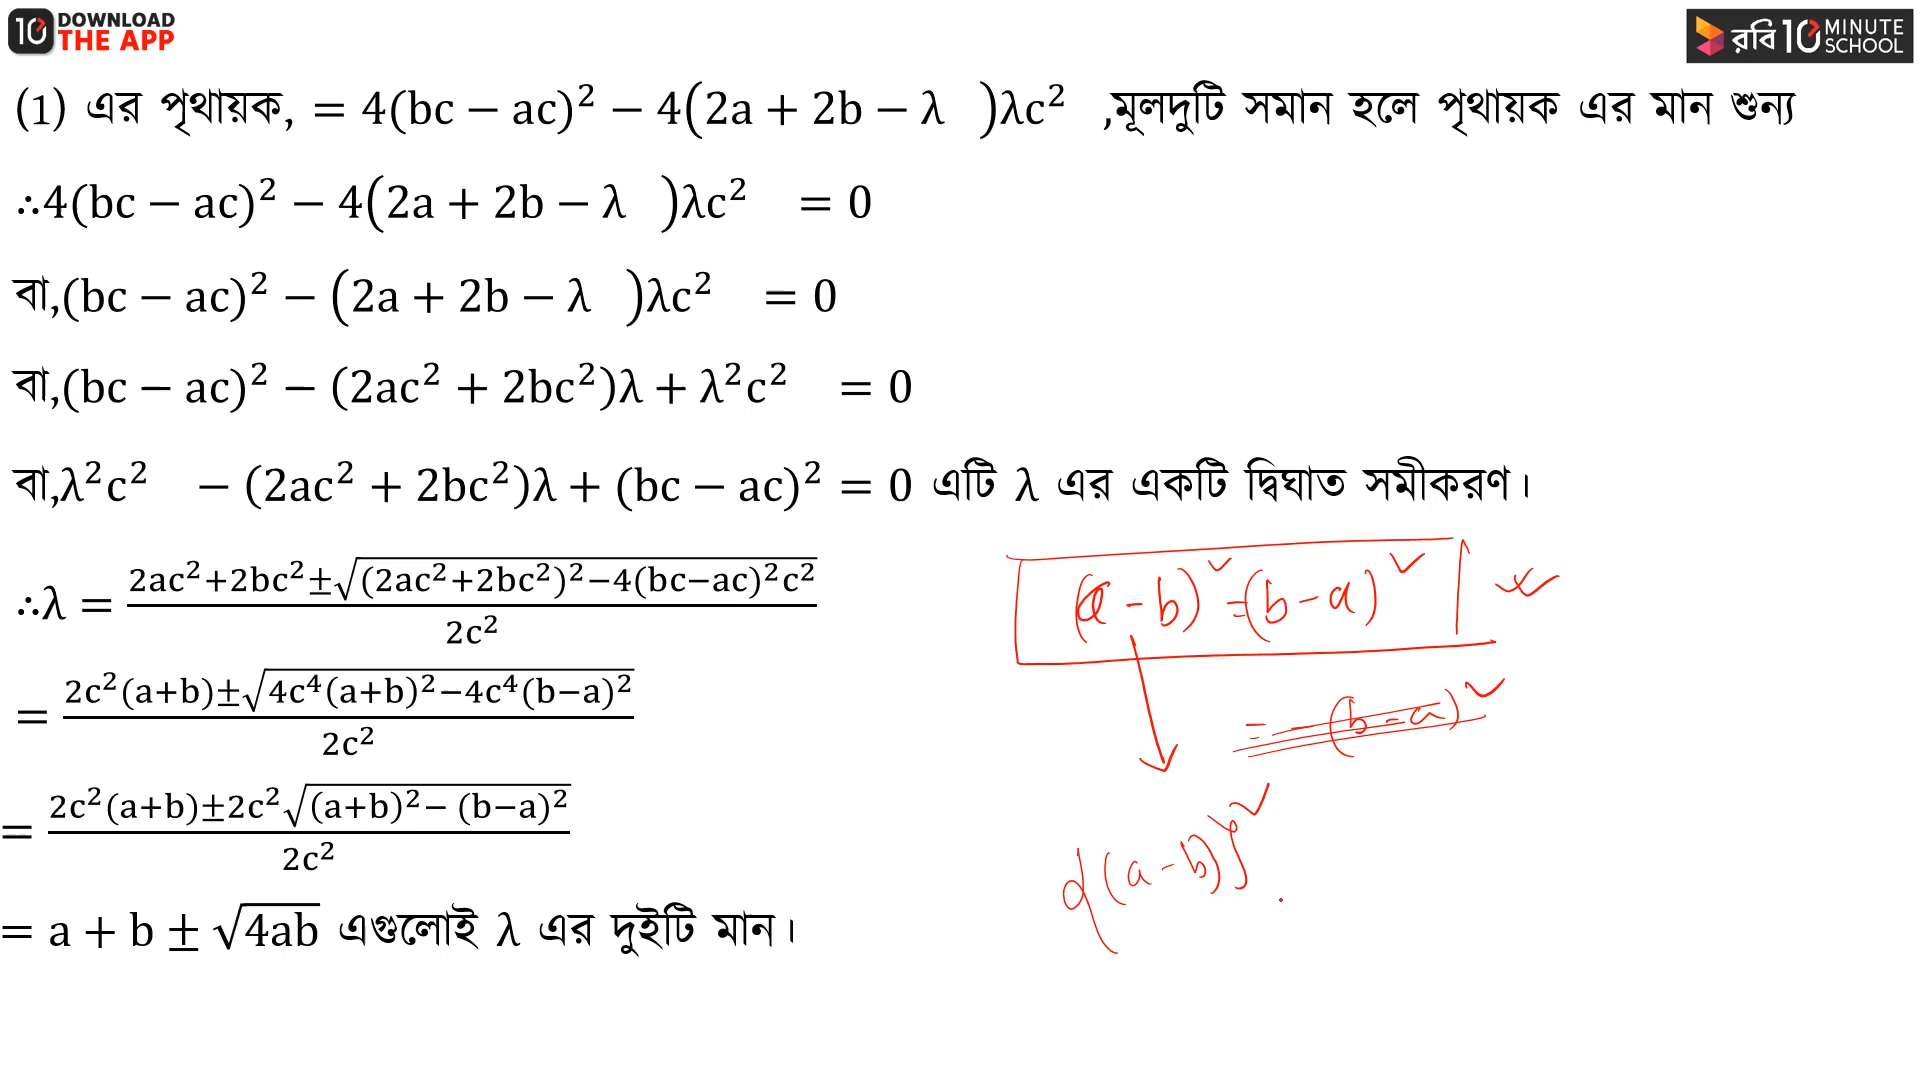 10 DOWNLOAD THE APP
রবি 10 MINUTE SCHOOL
(1) এর পৃথায়ক, = 4(bc − ac)² − 4(2a + 2b − λ )λc² ,মূলদুটি সমান হলে পৃথায়ক এর মান শুন্য
∴4(bc − ac)² − 4(2a + 2b − λ )λc² = 0
বা,(bc − ac)² − (2a + 2b − λ )λc² = 0
বা,(bc − ac)² − (2ac² + 2bc²)λ + λ²c² = 0
বা,λ²c² − (2ac² + 2bc²)λ + (bc − ac)² = 0 এটি λ এর একটি দ্বিঘাত সমীকরণ।
∴λ = (2ac²+2bc²±√((2ac²+2bc²)²−4(bc−ac)²c²))/(2c²)
(a − b)² = (b − a)²
= (2c²(a+b)±√(4c⁴(a+b)²−4c⁴(b−a)²))/(2c²)
= − (b − a)²
= (2c²(a+b)±2c²√((a+b)²− (b−a)²))/(2c²)
(a − b)
= a + b ± √4ab এগুলোই λ এর দুইটি মান।